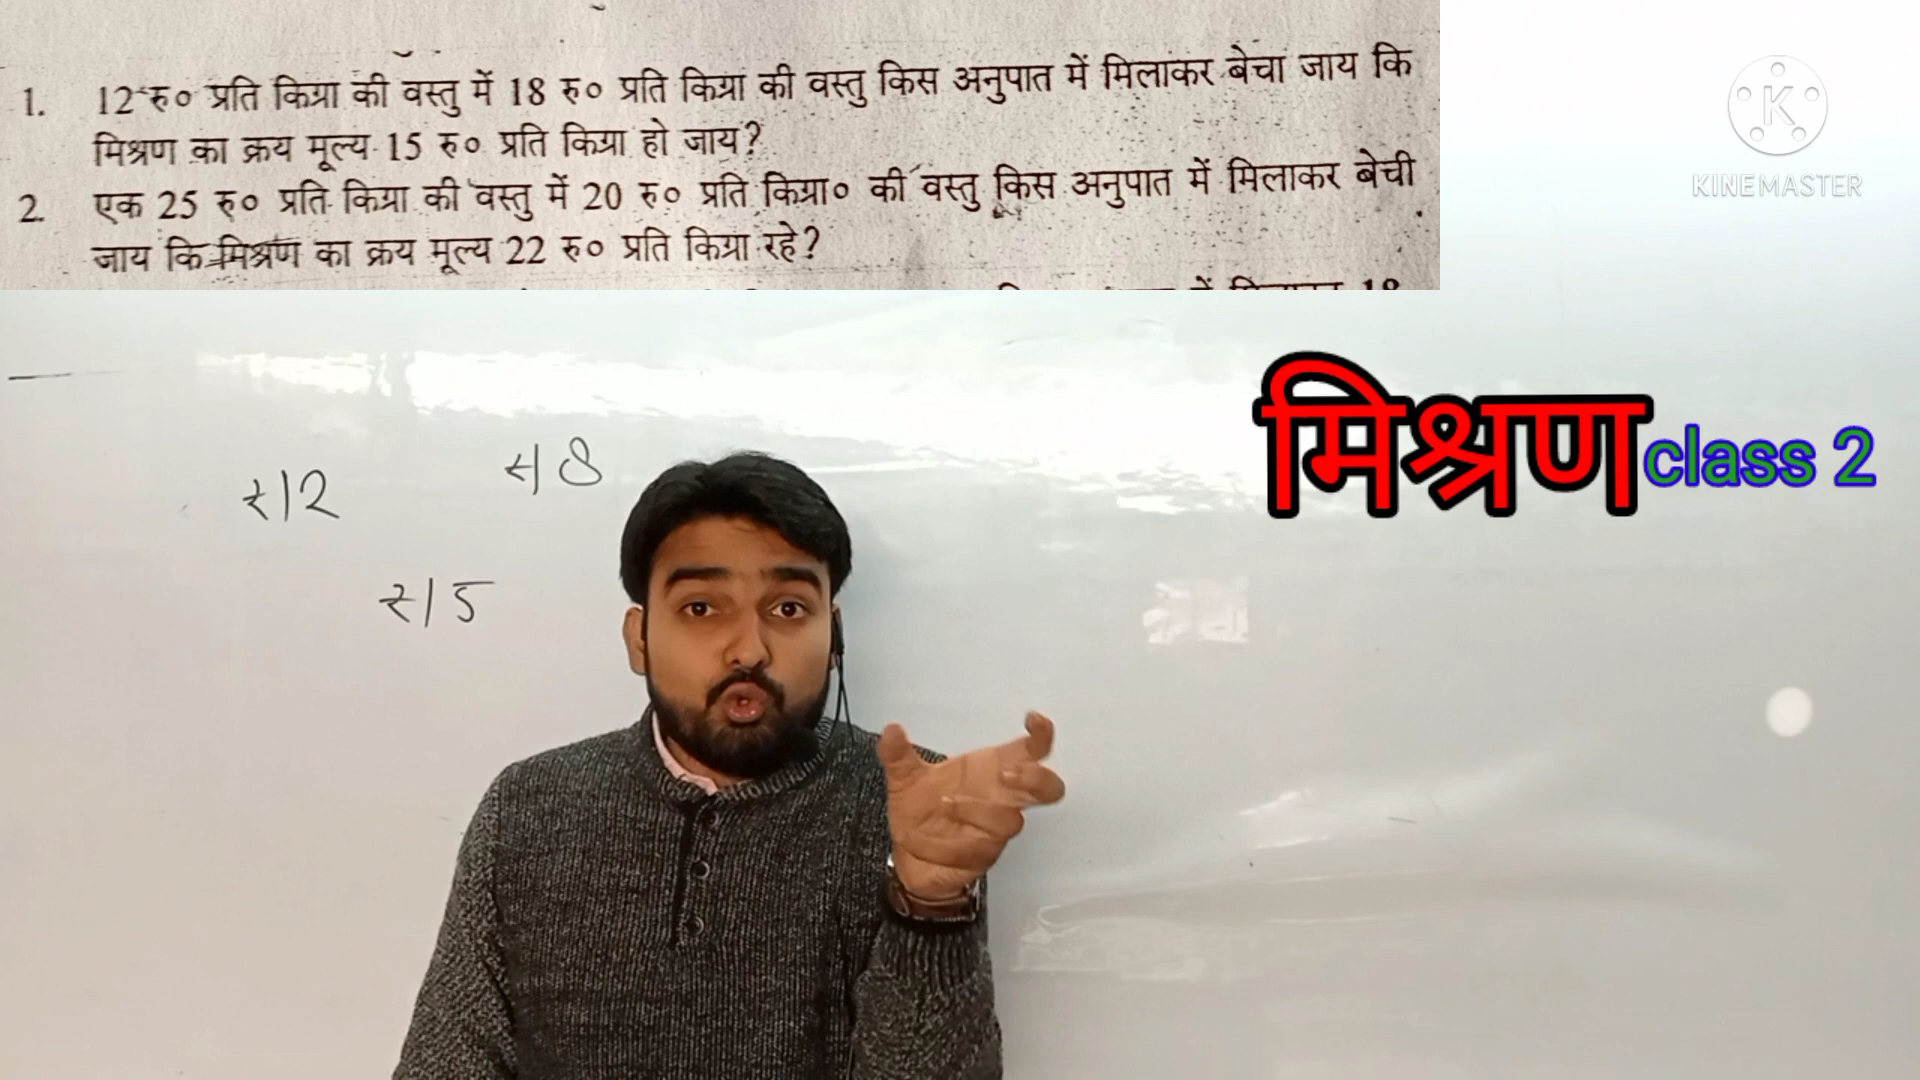 1. 12 रु० प्रति किग्रा की वस्तु में 18 रु० प्रति किग्रा की वस्तु किस अनुपात में मिलाकर बेचा जाय कि
मिश्रण का क्रय मूल्य 15 रु० प्रति किग्रा हो जाय?
2. एक 25 रु० प्रति किग्रा की वस्तु में 20 रु० प्रति किग्रा० की वस्तु किस अनुपात में मिलाकर बेची
जाय कि मिश्रण का क्रय मूल्य 22 रु० प्रति किग्रा रहे?
KINEMASTER
मिश्रण class 2
₹12 ₹18
₹15